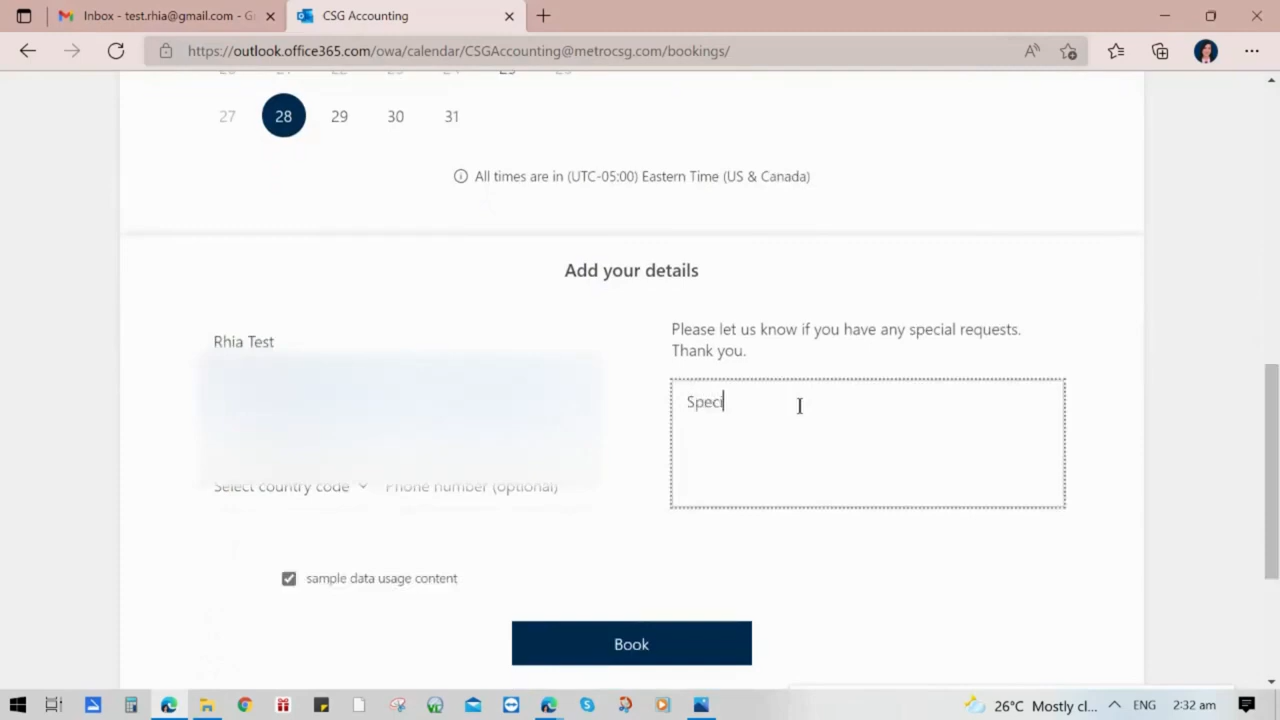 Inbox - test.rhia@gmail.com - G
CSG Accounting
https://outlook.office365.com/owa/calendar/CSGAccounting@metrocsg.com/bookings/
27 28 29 30 31
All times are in (UTC-05:00) Eastern Time (US & Canada)
Add your details
Rhia Test
Select country code
Phone number (optional)
sample data usage content
Please let us know if you have any special requests.
Thank you.
Speci
Book
26°C Mostly cl...
ENG
2:32 am